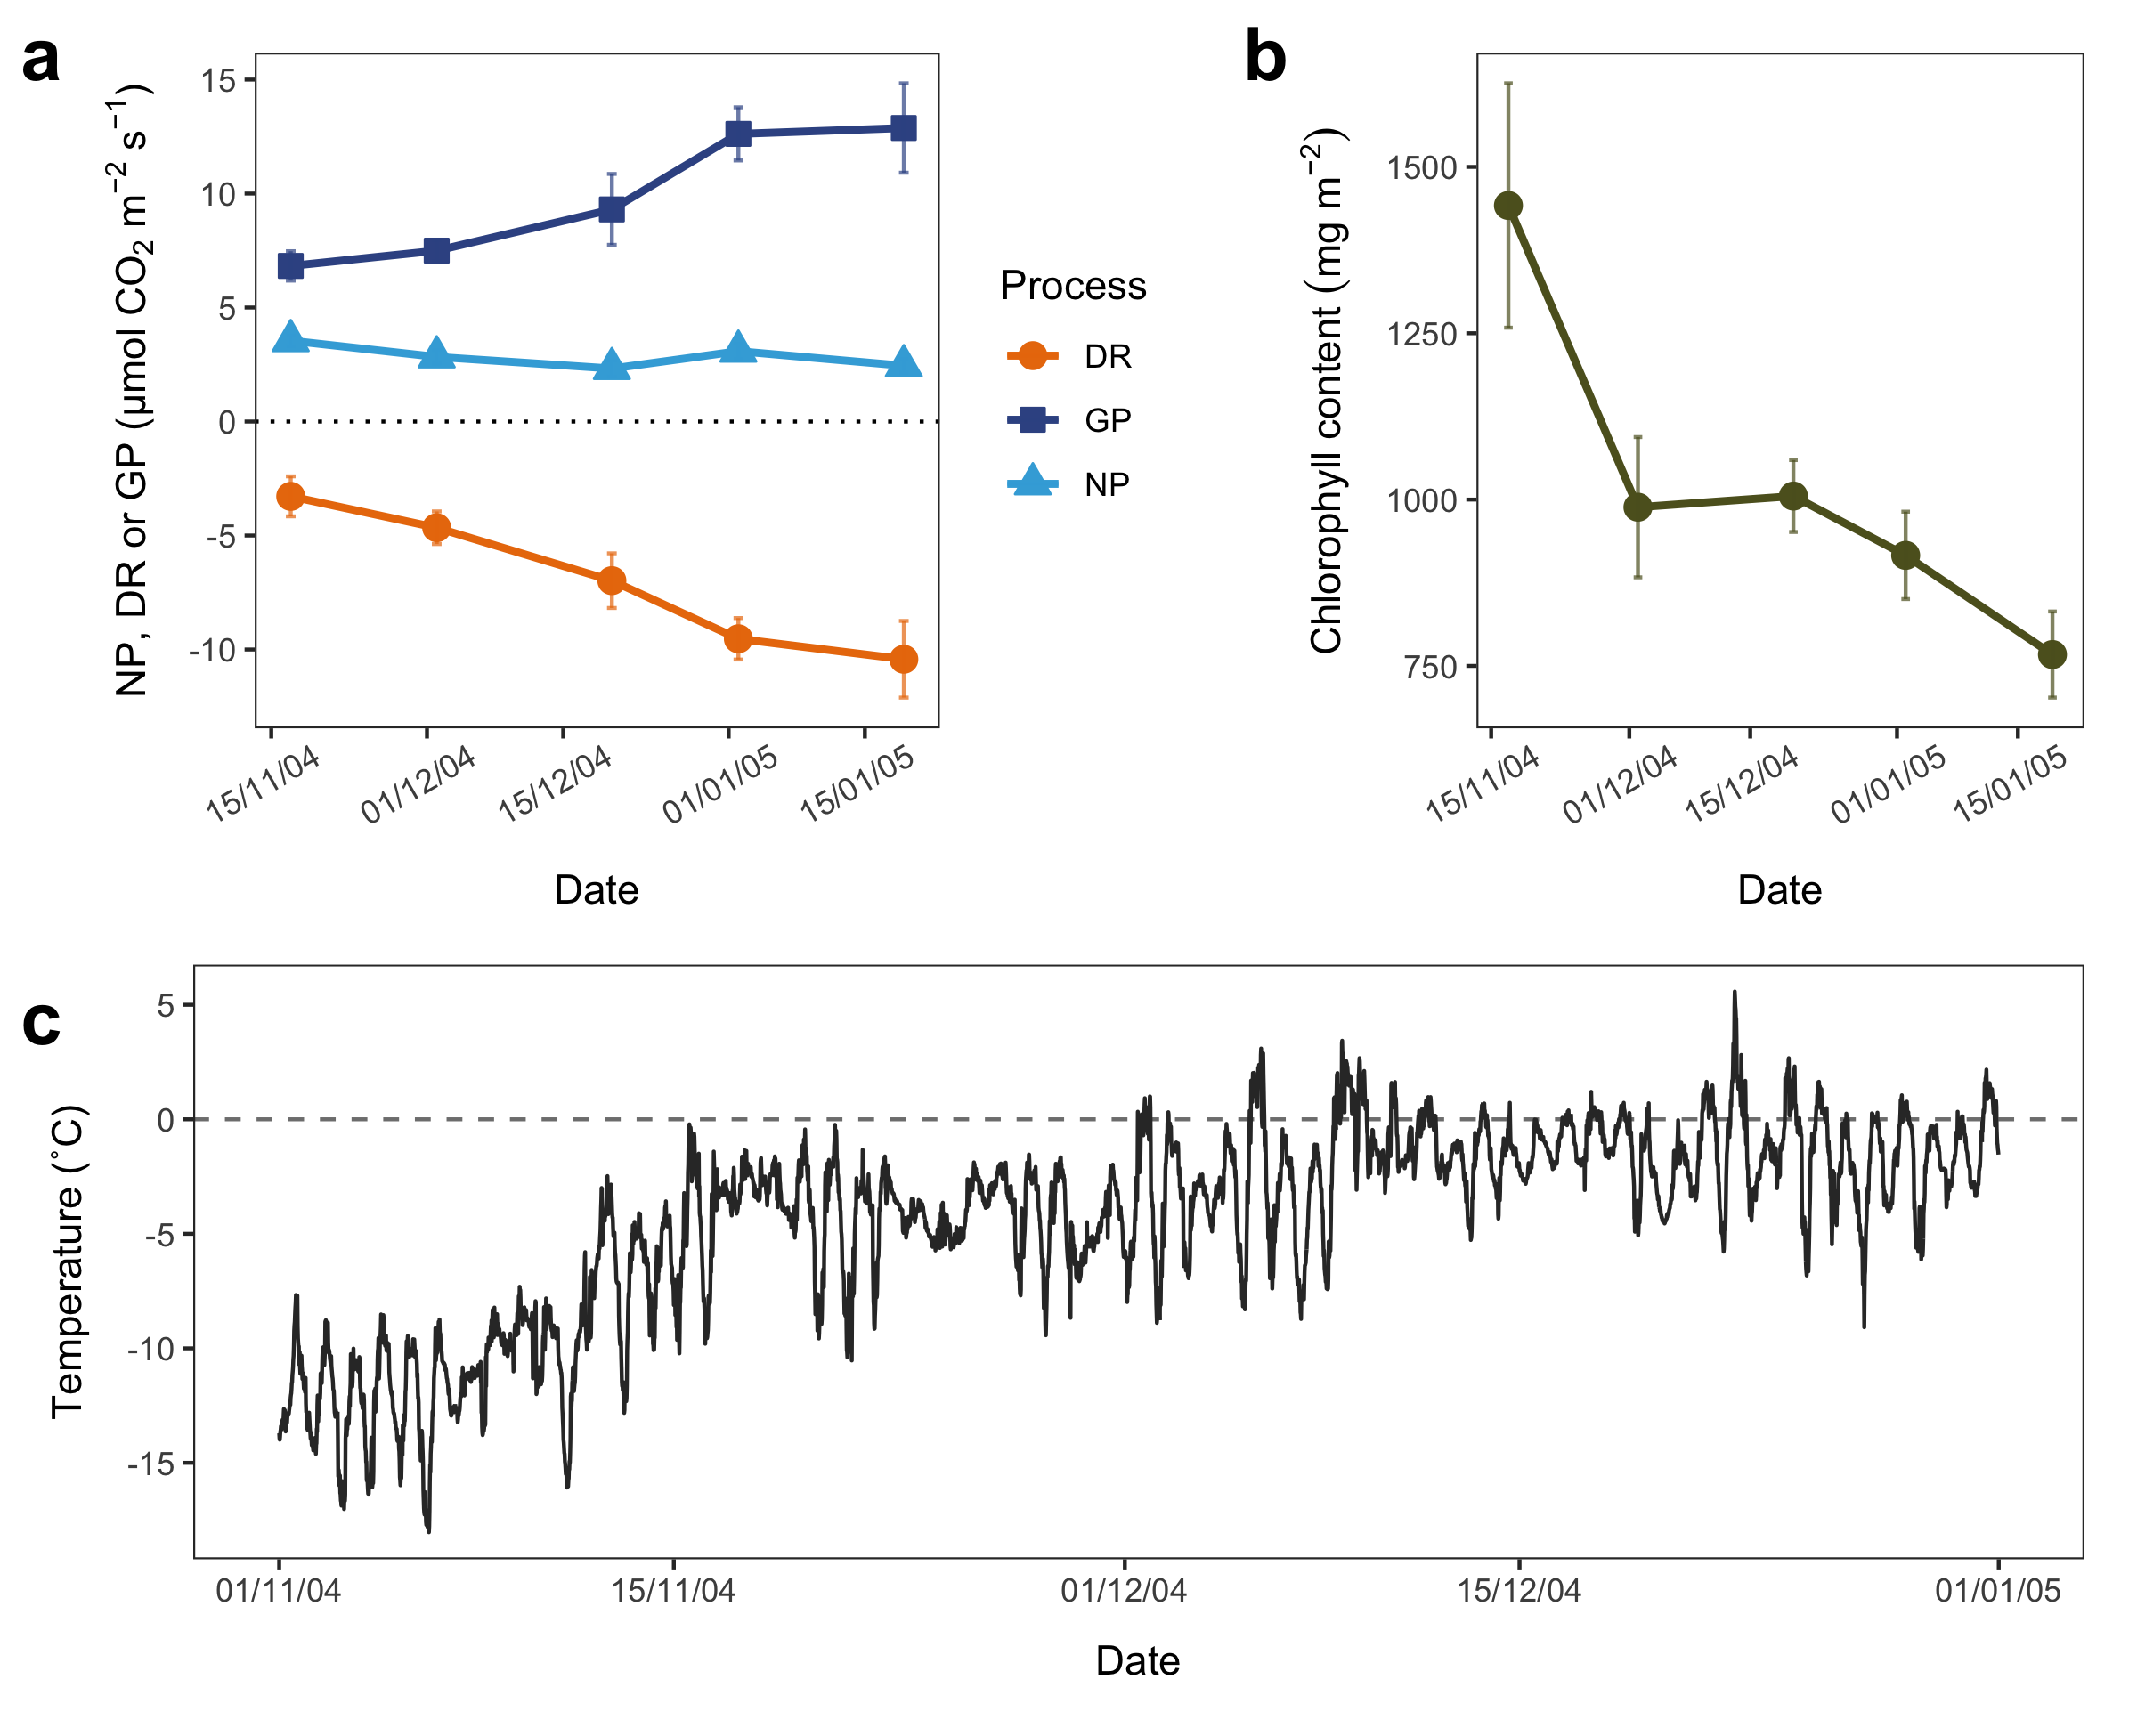 a
NP, DR or GP (µmol CO₂ m⁻² s⁻¹)
15
10
5
0
-5
-10
15/11/04
01/12/04
15/12/04
01/01/05
15/01/05
Date
Process
DR
GP
NP
b
Chlorophyll content (mg m⁻²)
1500
1250
1000
750
15/11/04
01/12/04
15/12/04
01/01/05
15/01/05
Date
c
Temperature (˚C)
5
0
-5
-10
-15
01/11/04
15/11/04
01/12/04
15/12/04
01/01/05
Date